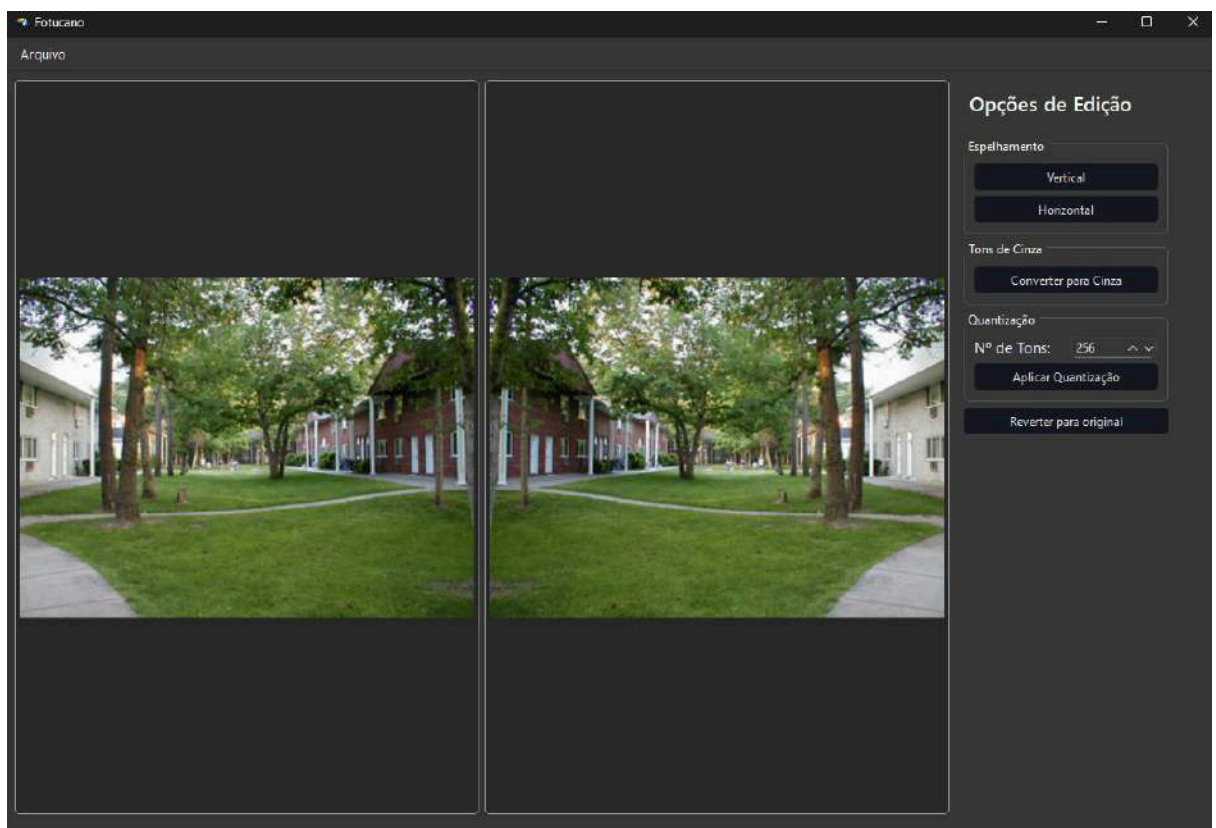 Fotucano
Arquivo
Opções de Edição
Espelhamento
Vertical
Horizontal
Tons de Cinza
Converter para Cinza
Quantização
Nº de Tons: 256
Aplicar Quantização
Reverter para original